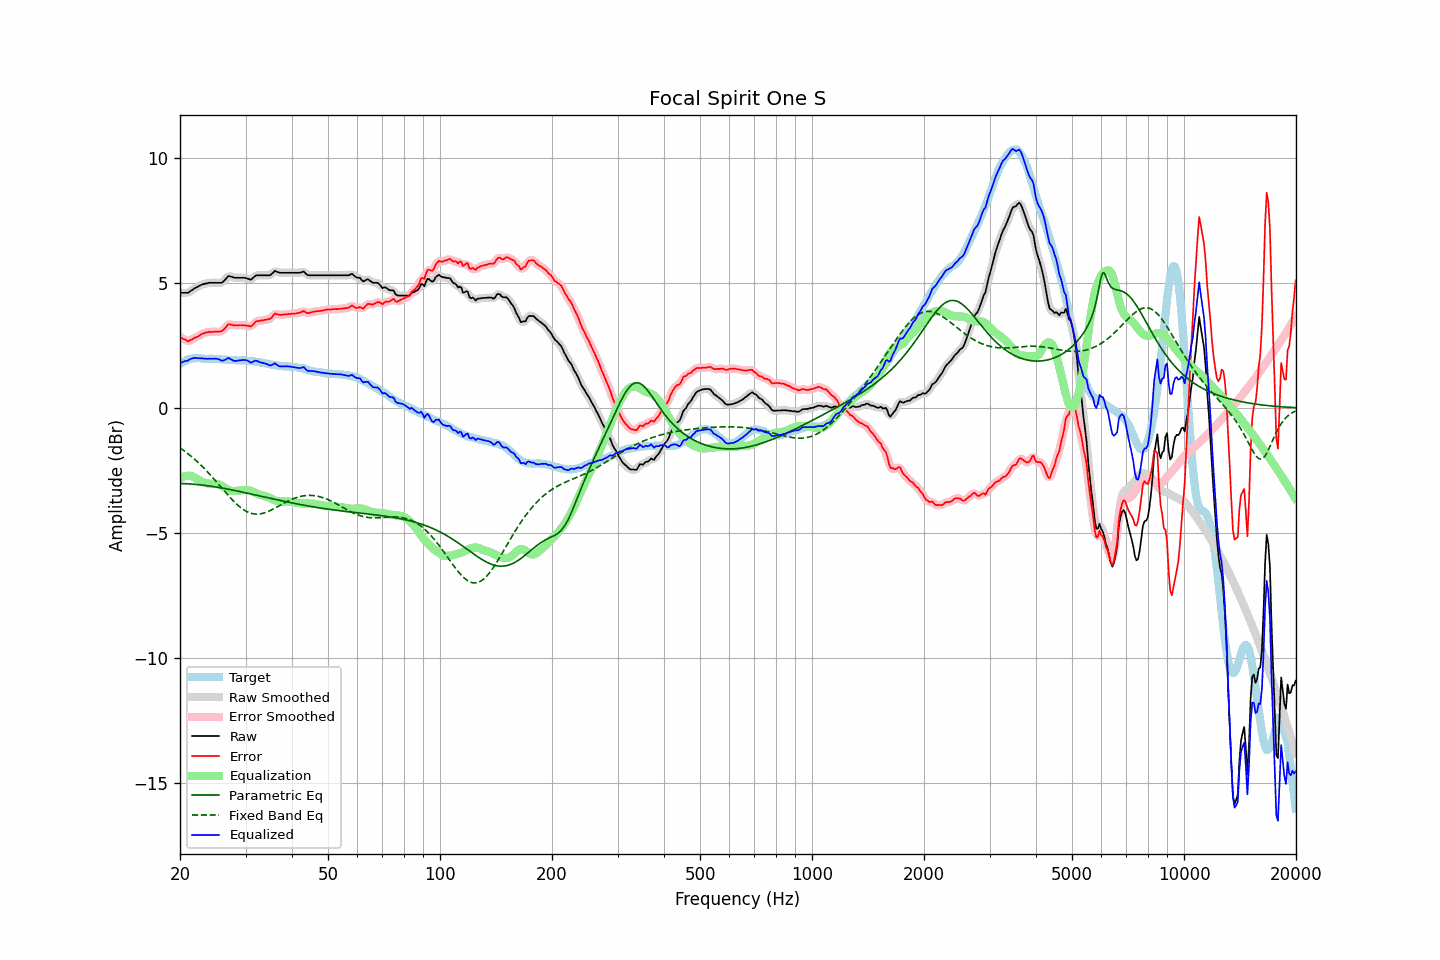 Focal Spirit One S
10
5
0
−5
−10
−15
Amplitude (dBr)
Target
Raw Smoothed
Error Smoothed
Raw
Error
Equalization
Parametric Eq
Fixed Band Eq
Equalized
20 50 100 200 500 1000 2000 5000 10000 20000
Frequency (Hz)